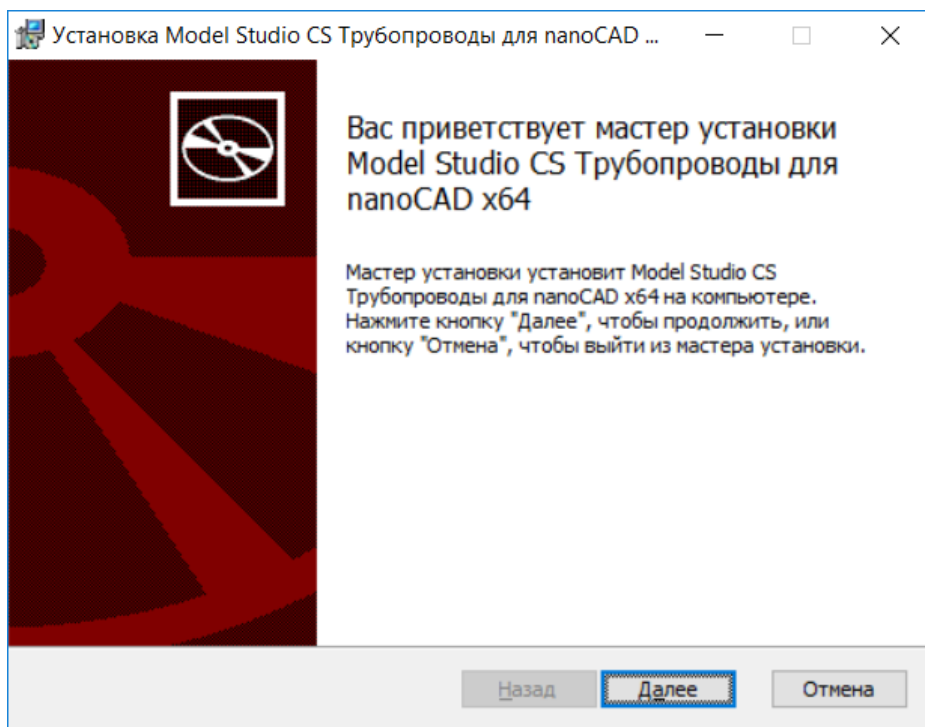 Установка Model Studio CS Трубопроводы для nanoCAD ...
Вас приветствует мастер установки
Model Studio CS Трубопроводы для
nanoCAD x64
Мастер установки установит Model Studio CS
Трубопроводы для nanoCAD x64 на компьютере.
Нажмите кнопку "Далее", чтобы продолжить, или
кнопку "Отмена", чтобы выйти из мастера установки.
Назад
Далее
Отмена